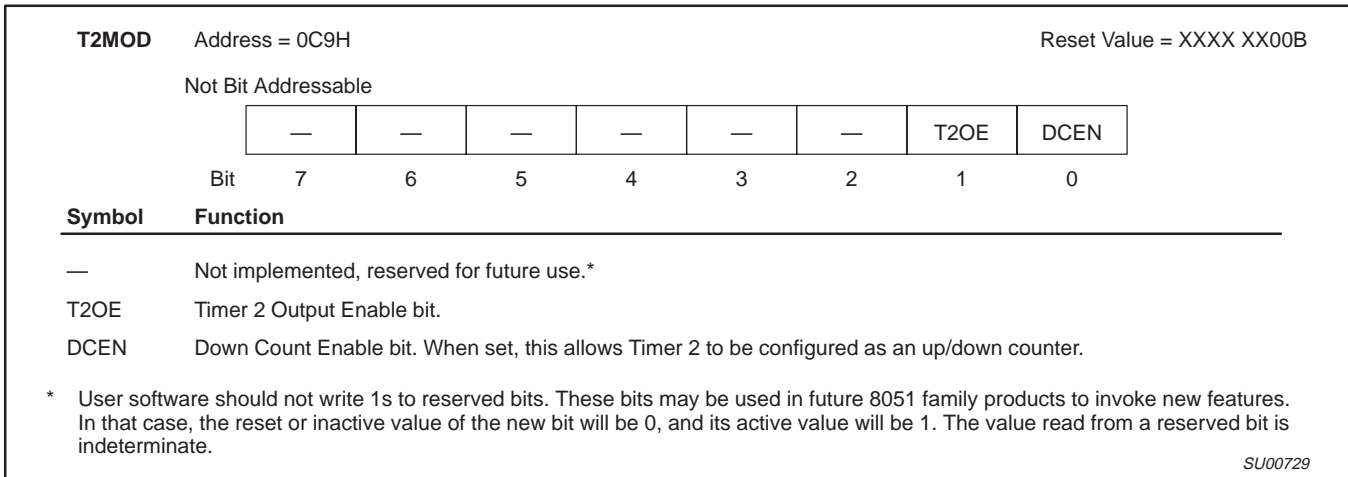 T2MOD Address = 0C9H Reset Value = XXXX XX00B
Not Bit Addressable
— — — — — — T2OE DCEN
Bit 7 6 5 4 3 2 1 0
Symbol Function
— Not implemented, reserved for future use.*
T2OE Timer 2 Output Enable bit.
DCEN Down Count Enable bit. When set, this allows Timer 2 to be configured as an up/down counter.
* User software should not write 1s to reserved bits. These bits may be used in future 8051 family products to invoke new features.
In that case, the reset or inactive value of the new bit will be 0, and its active value will be 1. The value read from a reserved bit is
indeterminate.
SU00729